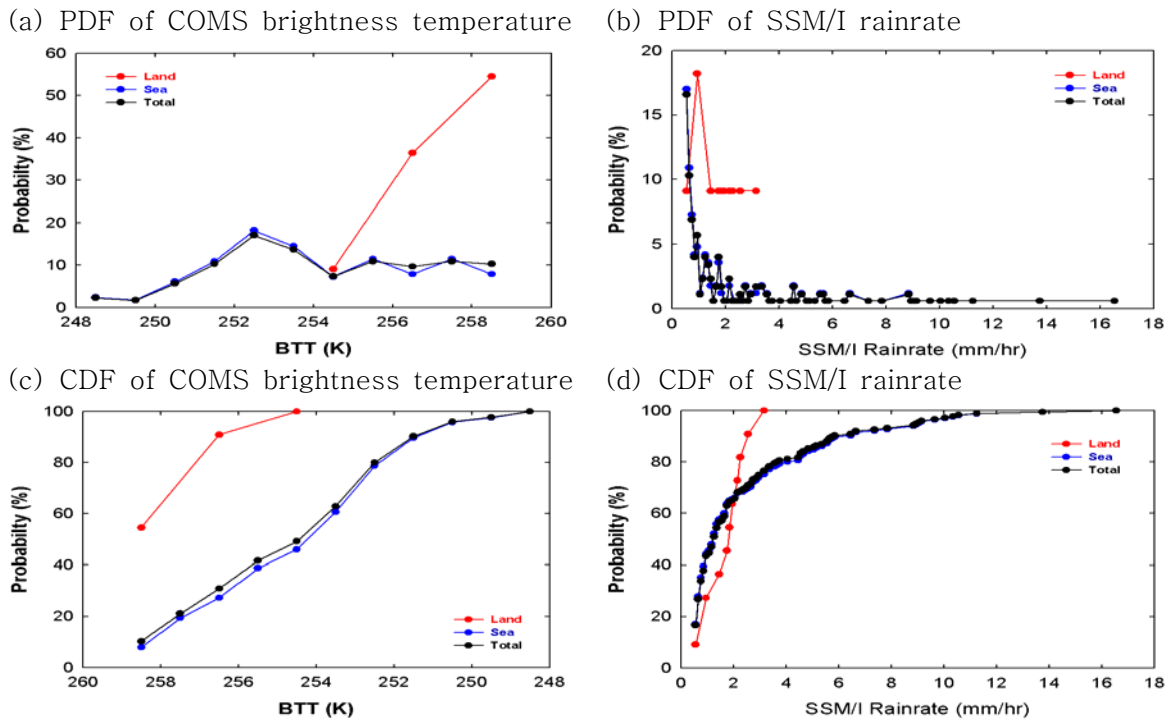 (a) PDF of COMS brightness temperature
60
50
40
30
20
10
0
Probabilty (%)
Land
Sea
Total
248 250 252 254 256 258 260
BTT (K)
(b) PDF of SSM/I rainrate
20
15
10
5
0
Probabilty (%)
Land
Sea
Total
0 2 4 6 8 10 12 14 16 18
SSM/I Rainrate (mm/hr)
(c) CDF of COMS brightness temperature
100
80
60
40
20
0
Probabilty (%)
Land
Sea
Total
260 258 256 254 252 250 248
BTT (K)
(d) CDF of SSM/I rainrate
100
80
60
40
20
0
Probabilty (%)
Land
Sea
Total
0 2 4 6 8 10 12 14 16 18
SSM/I Rainrate (mm/hr)